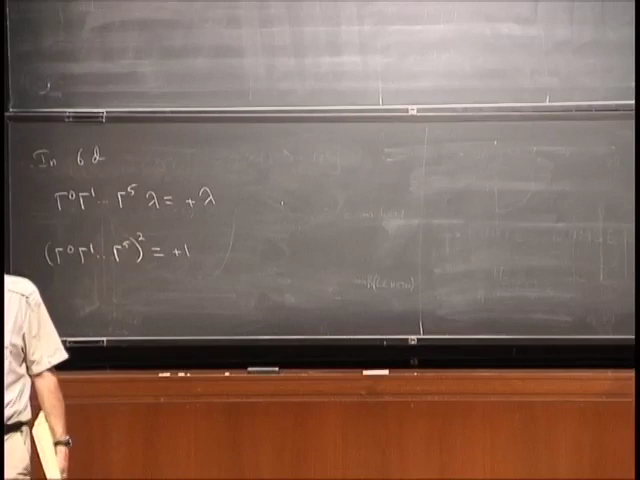 In 6d
Γ⁰Γ¹...Γ⁵ λ = +λ
(Γ⁰Γ¹...Γ⁵)² = +1